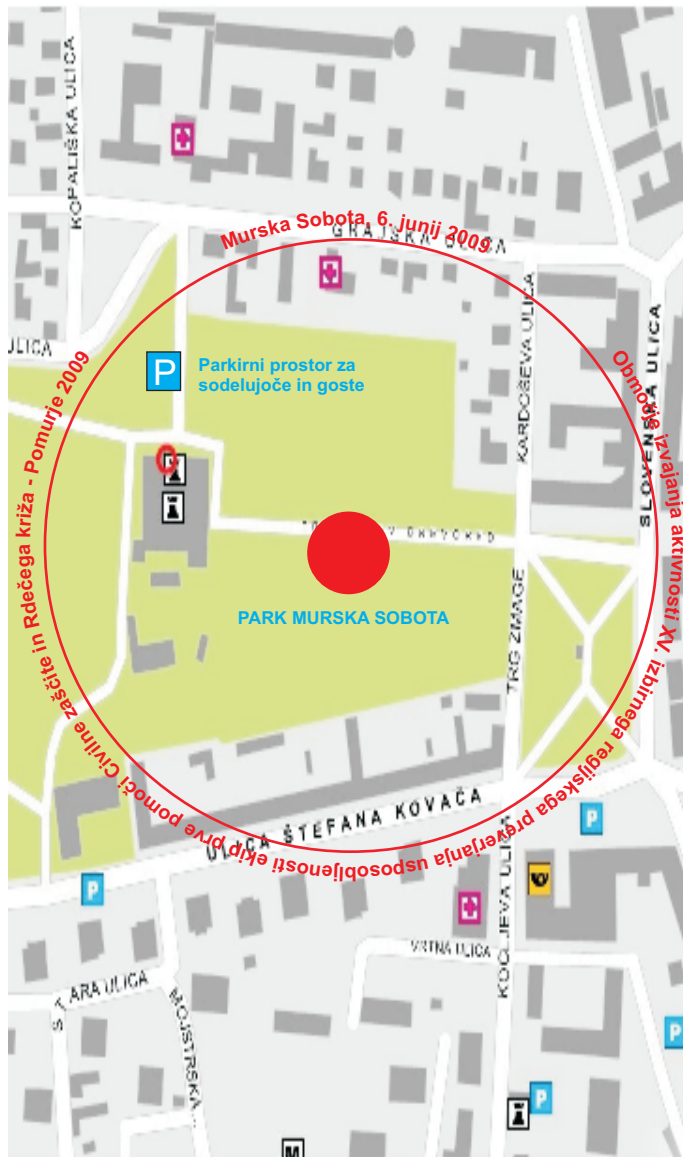 KOPALIŠKA ULICA
Murska Sobota, 6. junij 2009
GRAJSKA ULICA
ULICA
P
Parkirni prostor za
sodelujoče in goste
KARDOŠEVA ULICA
SLOVENSKA ULICA
Območje izvajanja aktivnosti XV. izbirnega regijskega preverjanja usposobljenosti ekip prve pomoči Civilne zaščite in Rdečega križa - Pomurje 2009
PARK MURSKA SOBOTA
TRG ZMAGE
ULICA ŠTEFANA KOVAČA
P
P
KOCLJEVA ULICA
VRTNA ULICA
STARA ULICA
MOJSTRSKA...
P
P
M